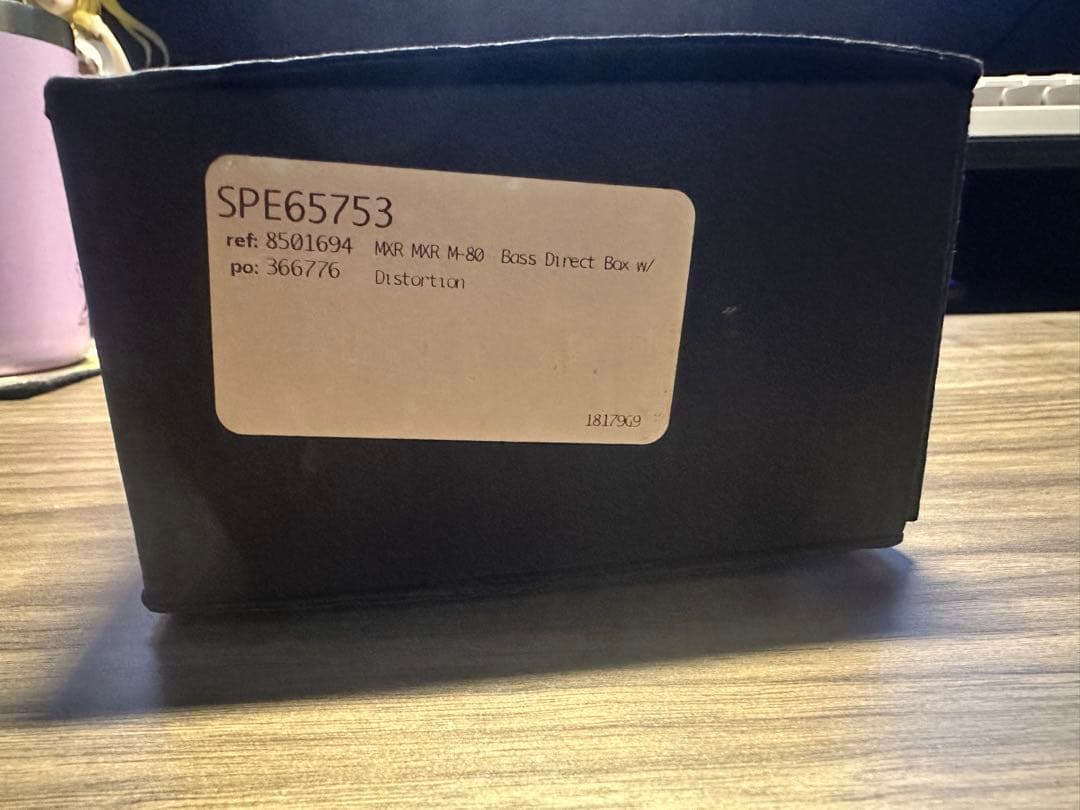 SPE65753
ref: 8501694 MXR MXR M-80 Bass Direct Box w/
po: 366776 Distortion
1817969